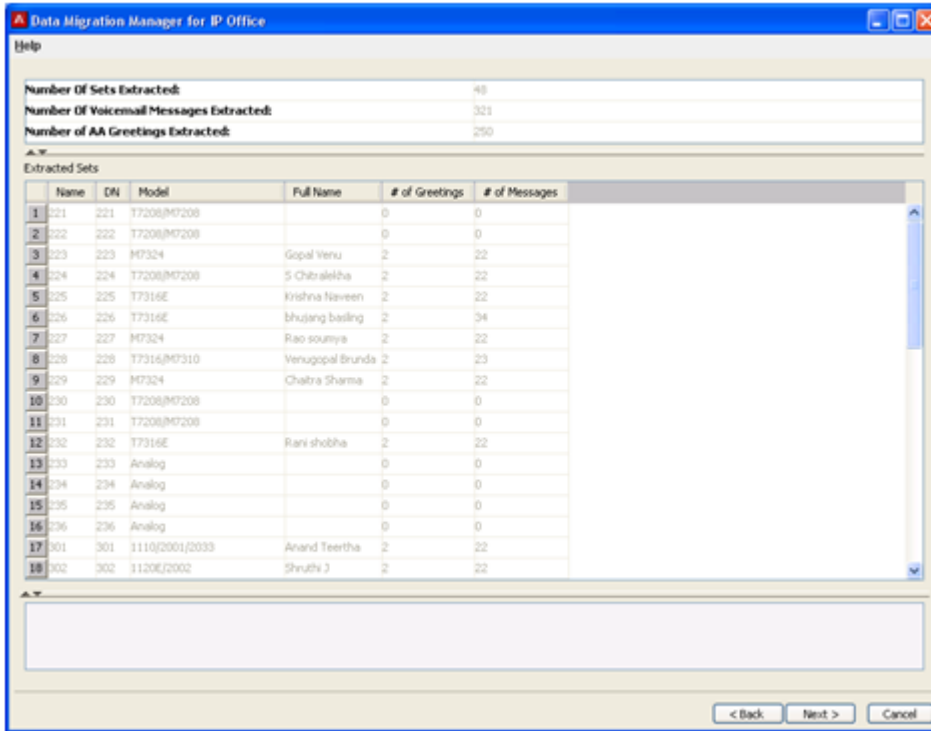 Data Migration Manager for IP Office
Help
Number Of Sets Extracted: 48
Number Of Voicemail Messages Extracted: 321
Number of AA Greetings Extracted: 250
Extracted Sets
Name DN Model Full Name # of Greetings # of Messages
1 221 221 T7208/M7208 0 0
2 222 222 T7208/M7208 0 0
3 223 223 M7324 Gopal Venu 2 22
4 224 224 T7208/M7208 S Chitralekha 2 22
5 225 225 T7316E Krishna Naveen 2 22
6 226 226 T7316E bhujang basling 2 34
7 227 227 M7324 Rao soumya 2 22
8 228 228 T7316/M7310 Venugopal Brunda 2 23
9 229 229 M7324 Chaitra Sharma 2 22
10 230 230 T7208/M7208 0 0
11 231 231 T7208/M7208 0 0
12 232 232 T7316E Rani shobha 2 22
13 233 233 Analog 0 0
14 234 234 Analog 0 0
15 235 235 Analog 0 0
16 236 236 Analog 0 0
17 301 301 1110/2001/2033 Anand Teertha 2 22
18 302 302 1120E/2002 Shruthi J 2 22
< Back Next > Cancel